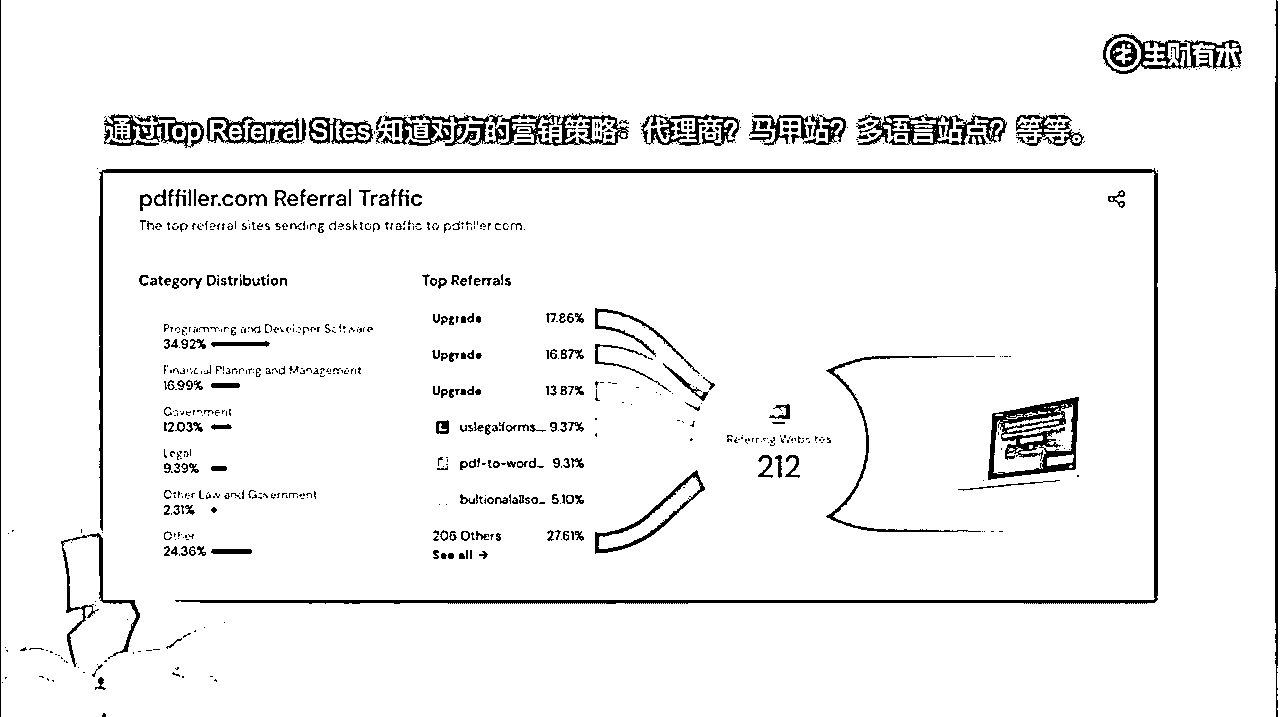 生财有术
通过Top Referral Sites 知道对方的营销策略：代理商？马甲站？多语言站点？等等。
pdffiller.com Referral Traffic
The top referral sites sending desktop traffic to pdffiller.com.
Category Distribution
Programming and Developer Software
34.92%
Financial Planning and Management
16.99%
Government
12.03%
Legal
9.39%
Other Law and Government
2.31%
Other
24.36%
Top Referrals
Upgrade 17.86%
Upgrade 16.87%
Upgrade 13.87%
uslegalforms... 9.37%
pdf-to-word... 9.31%
5.10%
206 Others 27.61%
See all →
Referring Websites
212